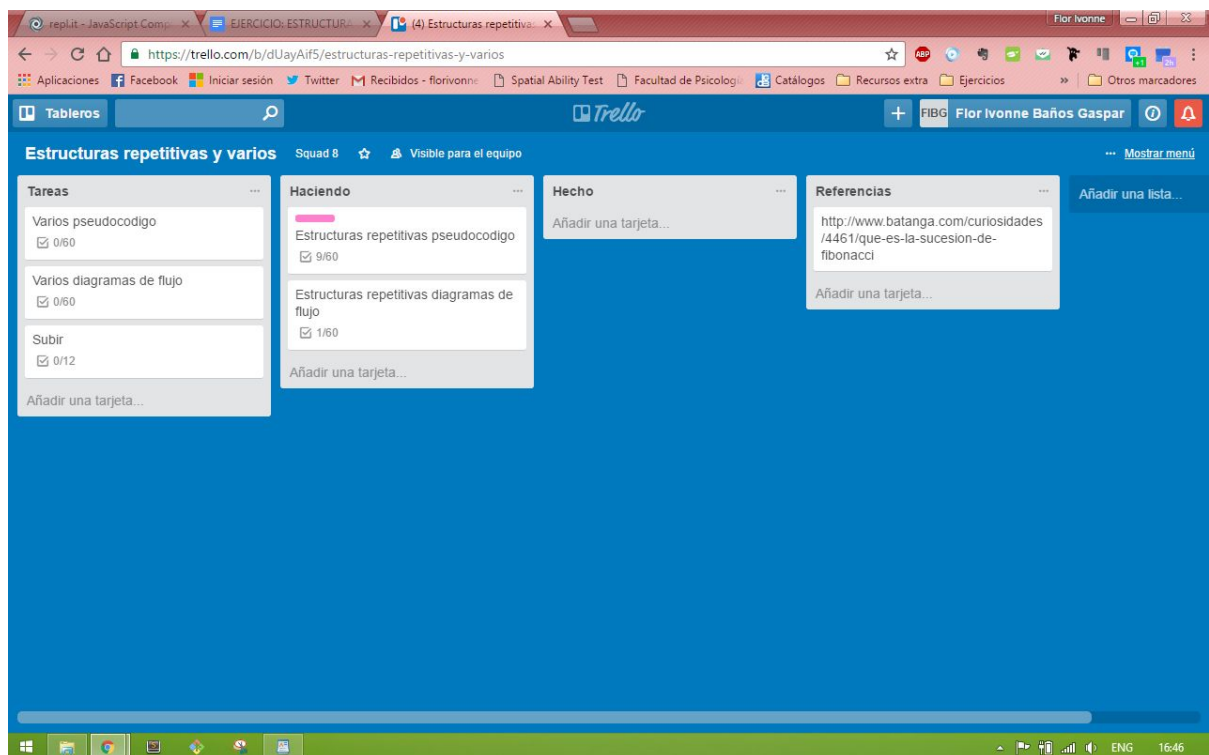 repl.it - JavaScript Comp
EJERCICIO: ESTRUCTURA
(4) Estructuras repetitivas
Flor Ivonne
https://trello.com/b/dUayAif5/estructuras-repetitivas-y-varios
ABP
Aplicaciones
Facebook
Iniciar sesión
Twitter
Recibidos - florivonne
Spatial Ability Test
Facultad de Psicologí
Catálogos
Recursos extra
Ejercicios
»
Otros marcadores
Tableros
Trello
FIBG Flor Ivonne Baños Gaspar
Estructuras repetitivas y varios
Squad 8
Visible para el equipo
... Mostrar menú
Tareas
Varios pseudocodigo
0/60
Varios diagramas de flujo
0/60
Subir
0/12
Añadir una tarjeta...
Haciendo
Estructuras repetitivas pseudocodigo
9/60
Estructuras repetitivas diagramas de
flujo
1/60
Añadir una tarjeta...
Hecho
Añadir una tarjeta...
Referencias
http://www.batanga.com/curiosidades
/4461/que-es-la-sucesion-de-
fibonacci
Añadir una tarjeta...
Añadir una lista...
ENG
16:46